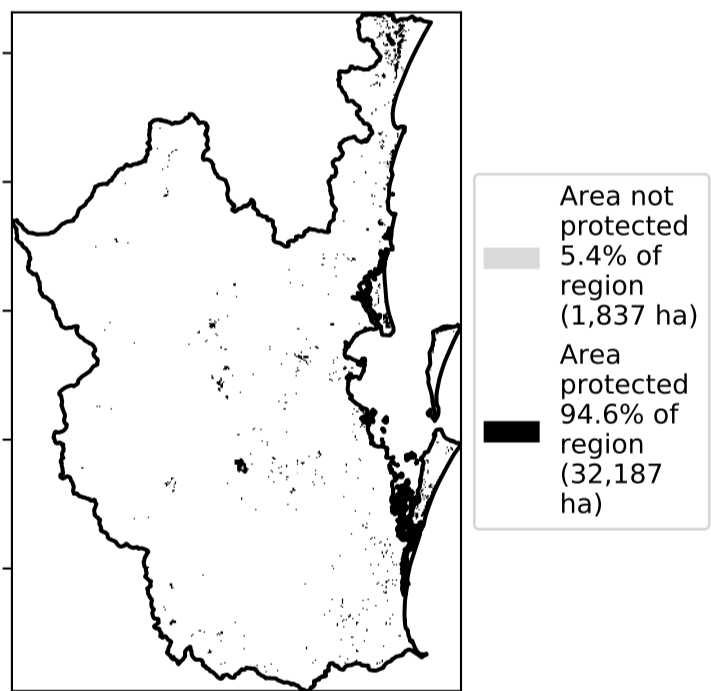 Area not
protected
5.4% of
region
(1,837 ha)
Area
protected
94.6% of
region
(32,187
ha)